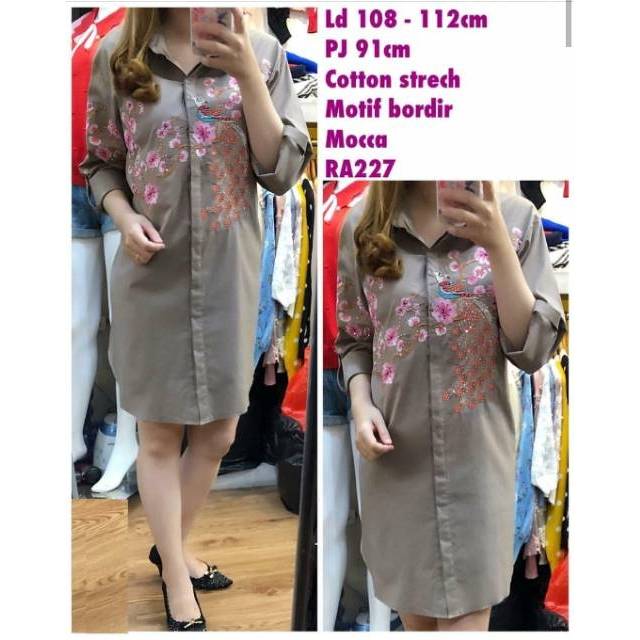 Ld 108 - 112cm
PJ 91cm
Cotton strech
Motif bordir
Mocca
RA227